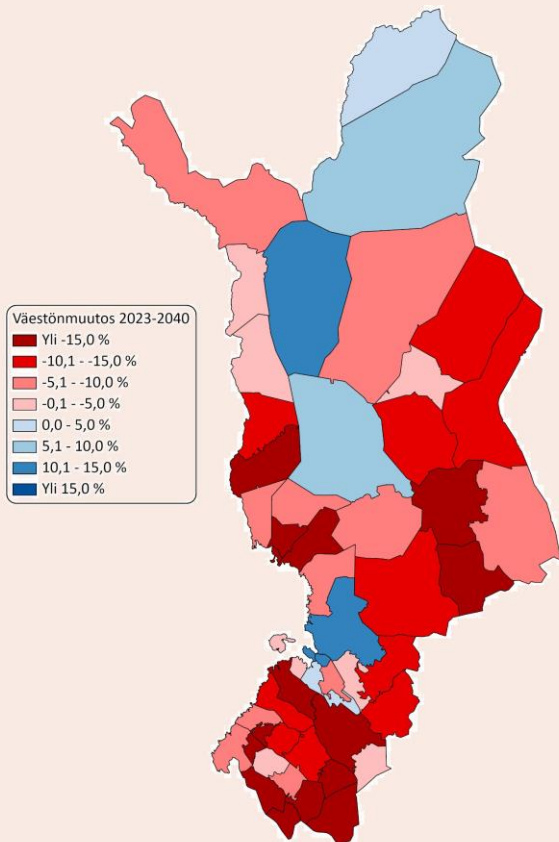 Väestönmuutos 2023-2040
Yli -15,0 %
-10,1 - -15,0 %
-5,1 - -10,0 %
-0,1 - -5,0 %
0,0 - 5,0 %
5,1 - 10,0 %
10,1 - 15,0 %
Yli 15,0 %